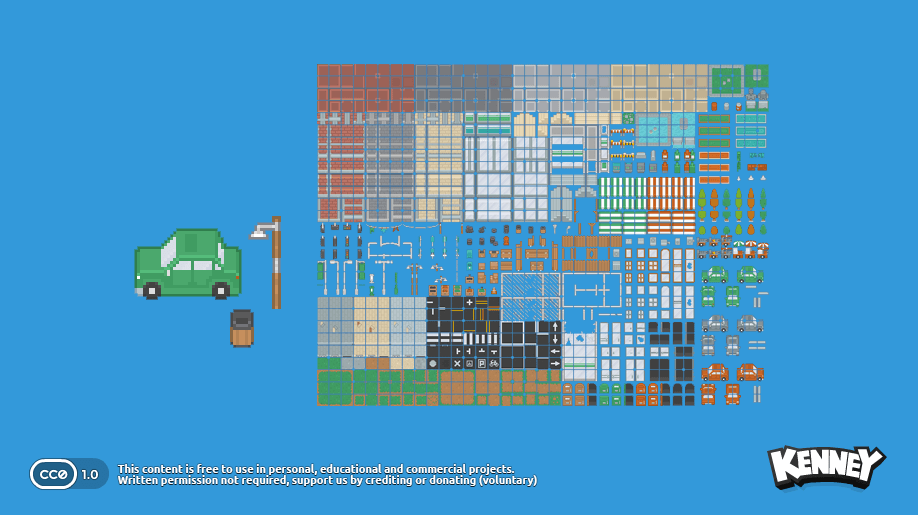 P
CC0 1.0
This content is free to use in personal, educational and commercial projects.
Written permission not required, support us by crediting or donating (voluntary)
KENNEY